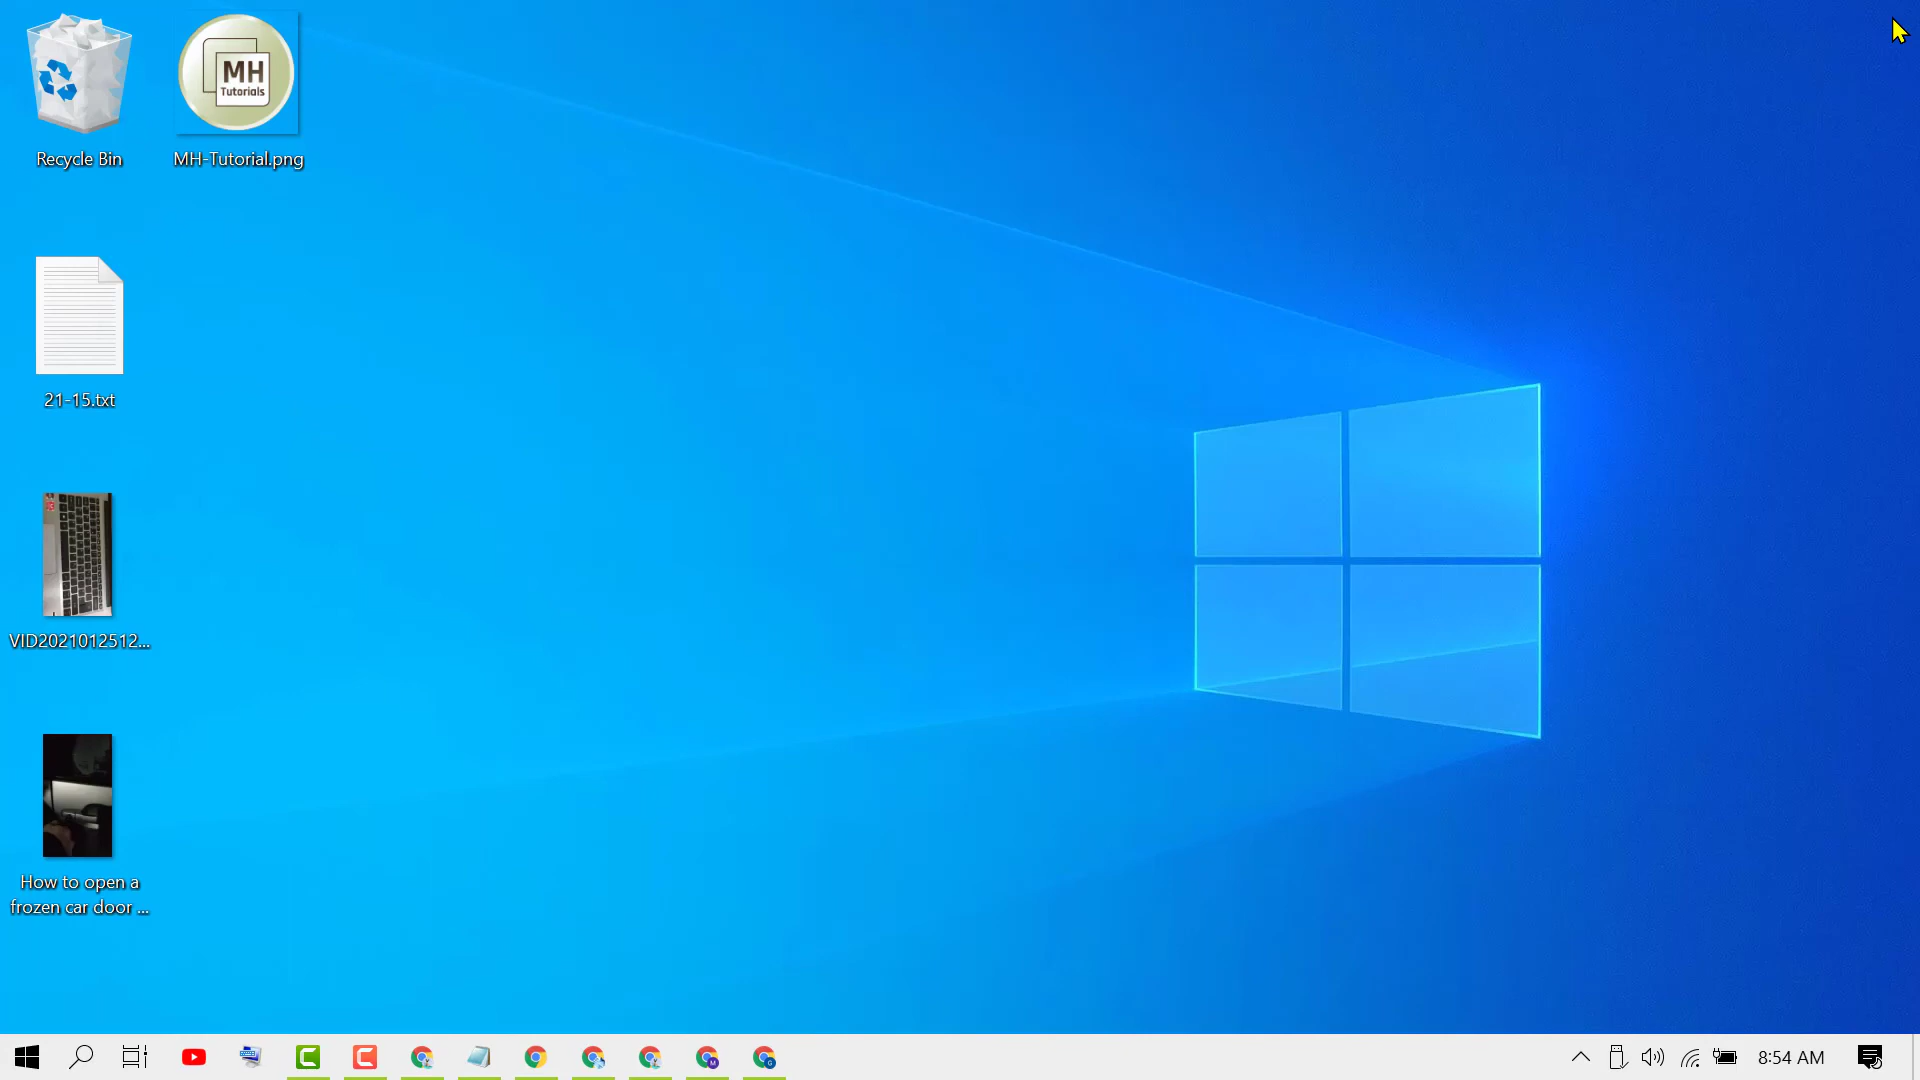 Recycle Bin
MH
Tutorials
MH-Tutorial.png
21-15.txt
VID2021012512...
How to open a
frozen car door ...
8:54 AM